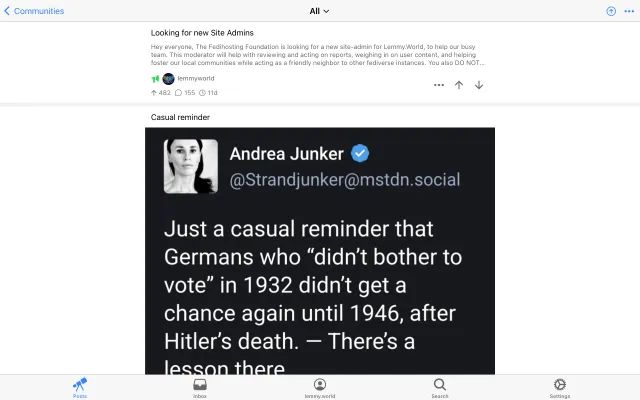 Communities
All
Looking for new Site Admins
Hey everyone, The Fedihosting Foundation is looking for a new site-admin for Lemmy.World, to help our busy
team. This moderator will help with reviewing and acting on reports, weighing in on user content, and helping
foster our local communities while acting as a friendly neighbor to other fediverse instances. You also DO NOT...
lemmyworld
482 155 11d
Casual reminder
Andrea Junker
@Strandjunker@mstdn.social
Just a casual reminder that
Germans who “didn’t bother to
vote” in 1932 didn’t get a
chance again until 1946, after
Hitler’s death. — There’s a
lesson there
Posts
Inbox
lemmy.world
Search
Settings